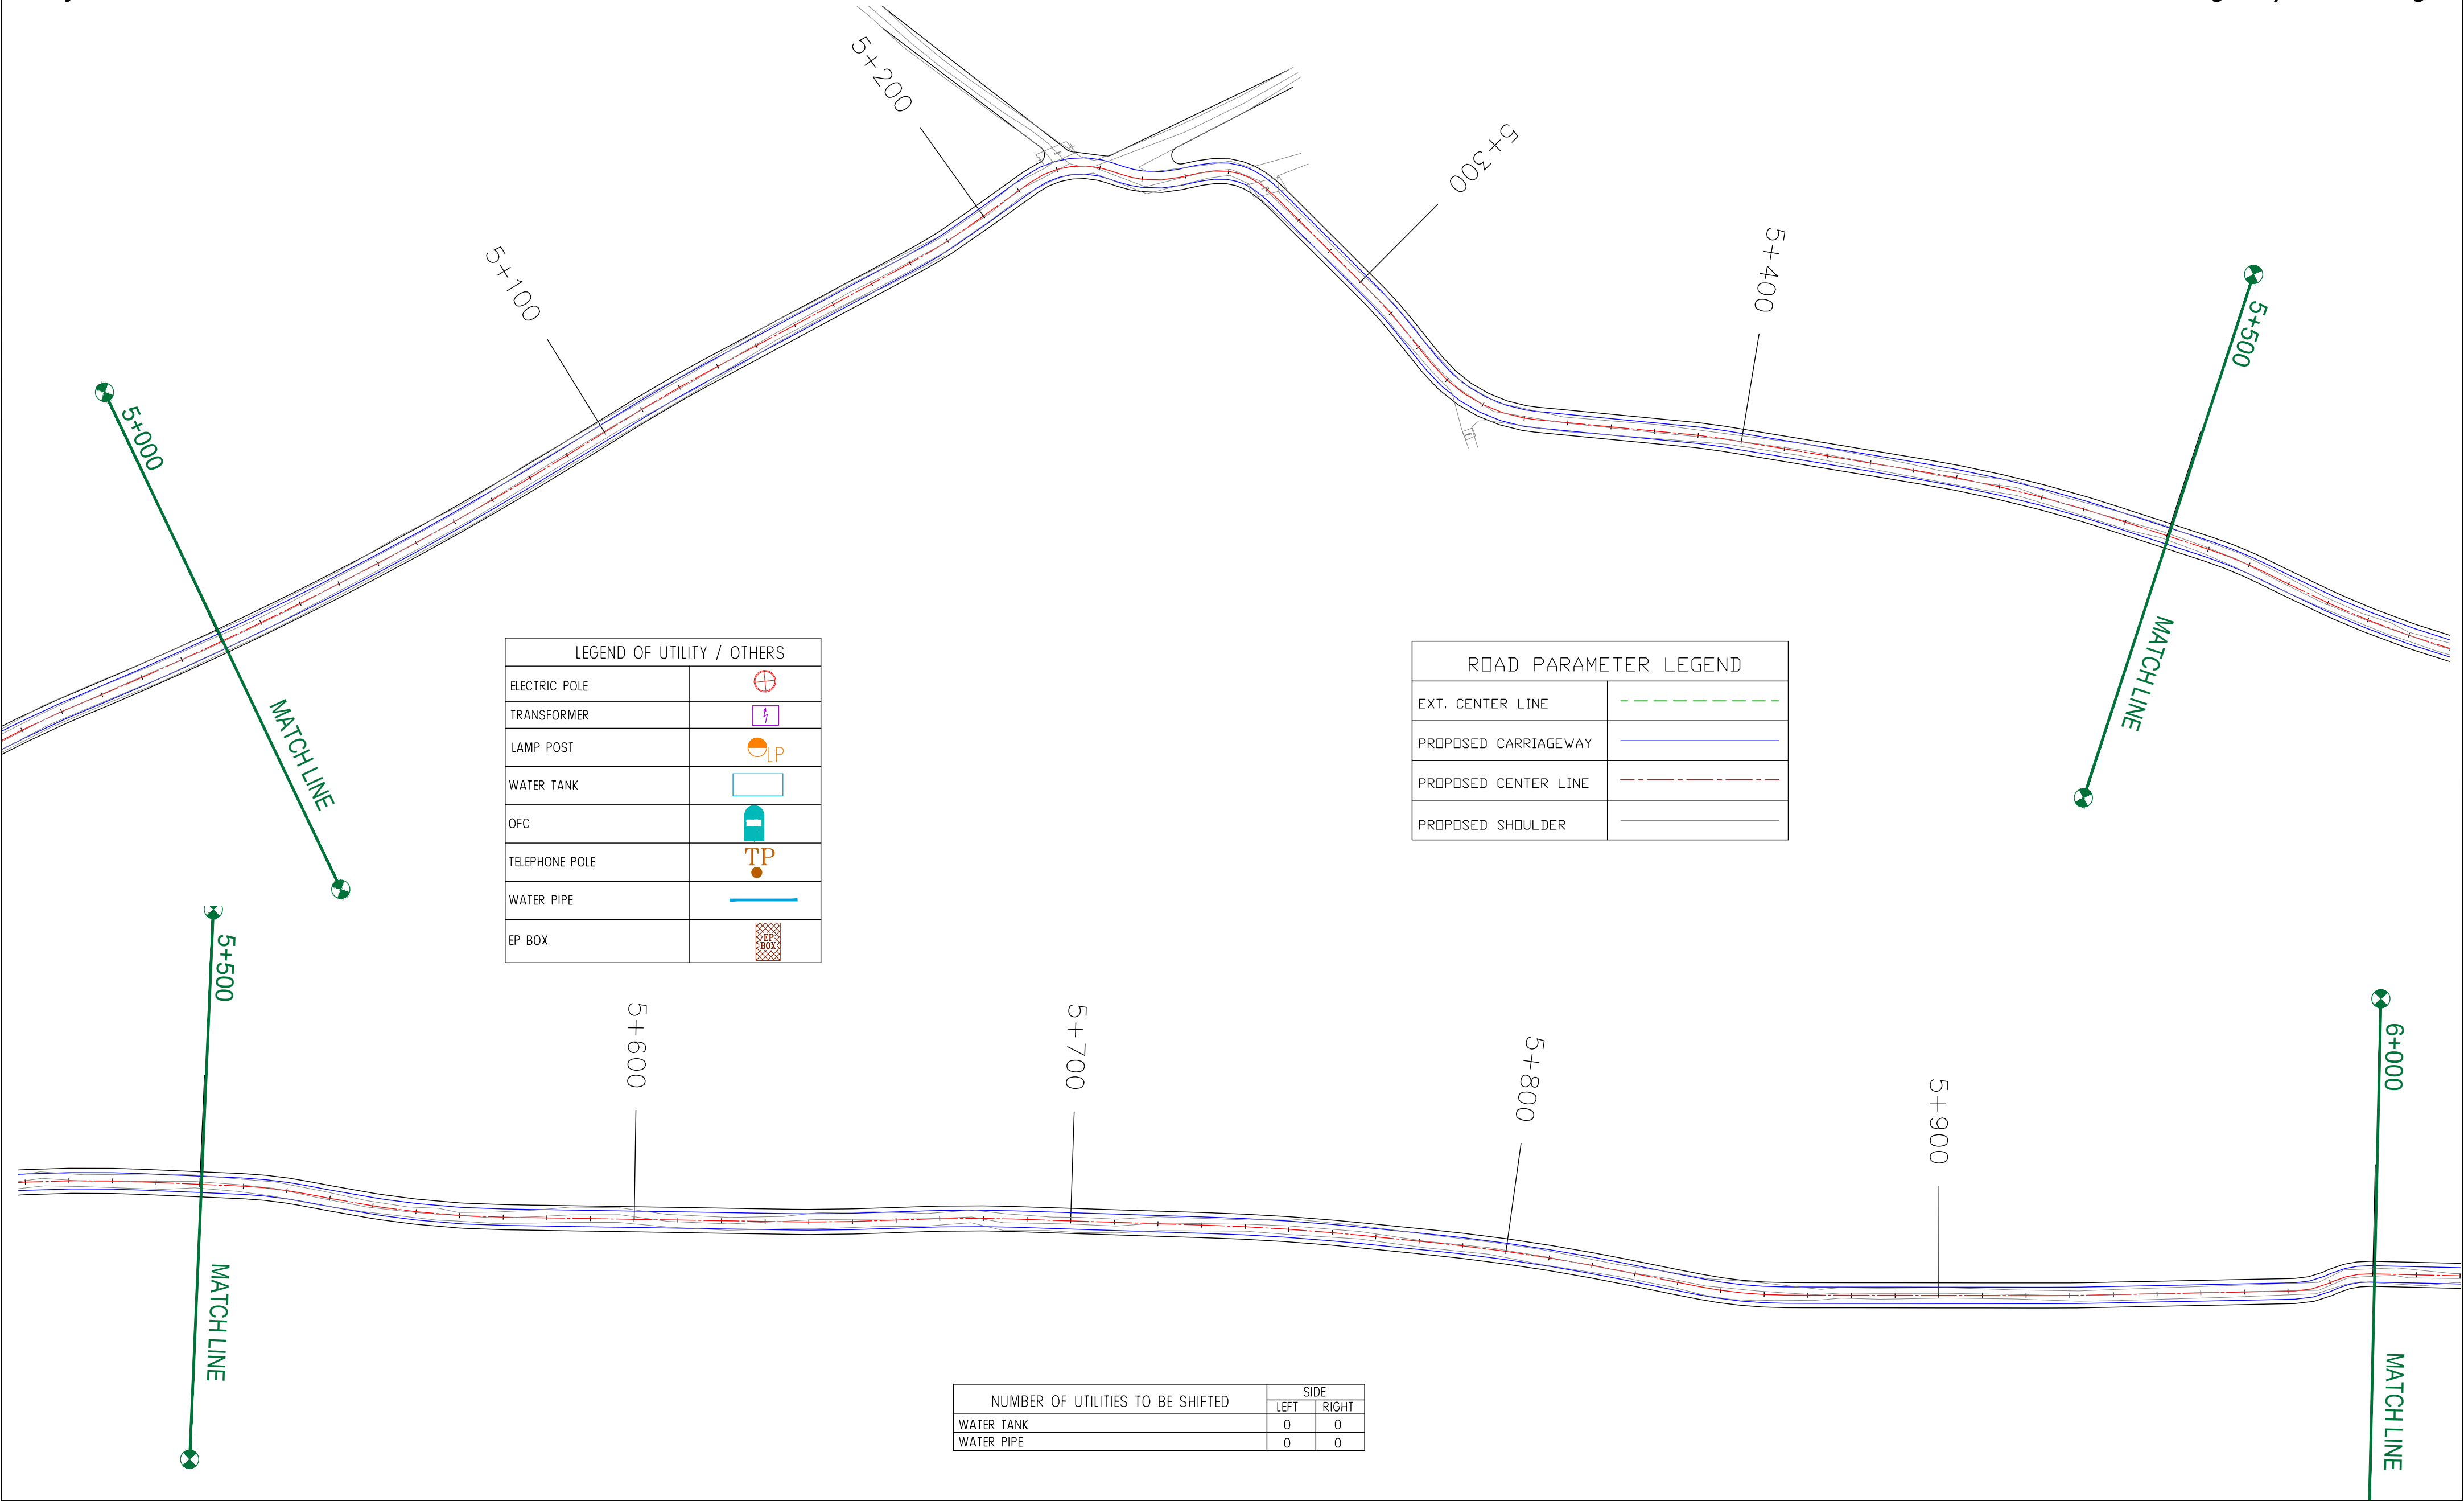 5+200
5+300
5+100
5+400
5+500
5+000
MATCH LINE
MATCH LINE
LEGEND OF UTILITY / OTHERS
ELECTRIC POLE
TRANSFORMER
LAMP POST LP
WATER TANK
OFC
TELEPHONE POLE TP
WATER PIPE
EP BOX EP
BOX
ROAD PARAMETER LEGEND
EXT. CENTER LINE
PROPOSED CARRIAGEWAY
PROPOSED CENTER LINE
PROPOSED SHOULDER
5+500
5+600
5+700
5+800
5+900
6+000
MATCH LINE
MATCH LINE
NUMBER OF UTILITIES TO BE SHIFTED SIDE
LEFT RIGHT
WATER TANK 0 0
WATER PIPE 0 0